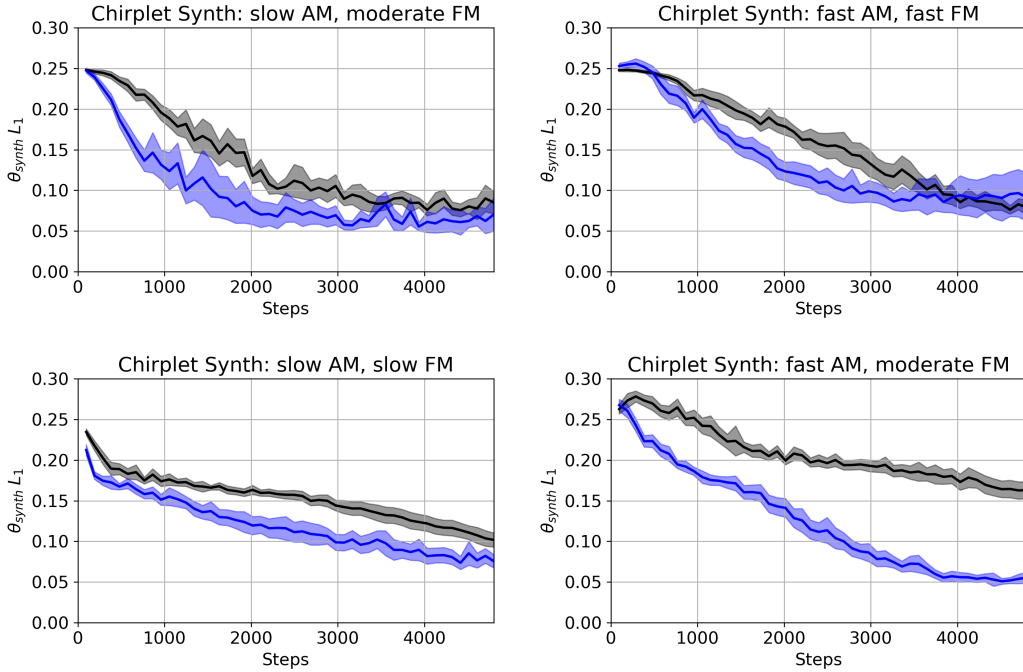 Chirplet Synth: slow AM, moderate FM
θsynth L1
0.30
0.25
0.20
0.15
0.10
0.05
0.00
0 1000 2000 3000 4000
Steps
Chirplet Synth: fast AM, fast FM
θsynth L1
0.30
0.25
0.20
0.15
0.10
0.05
0.00
0 1000 2000 3000 4000
Steps
Chirplet Synth: slow AM, slow FM
θsynth L1
0.30
0.25
0.20
0.15
0.10
0.05
0.00
0 1000 2000 3000 4000
Steps
Chirplet Synth: fast AM, moderate FM
θsynth L1
0.30
0.25
0.20
0.15
0.10
0.05
0.00
0 1000 2000 3000 4000
Steps